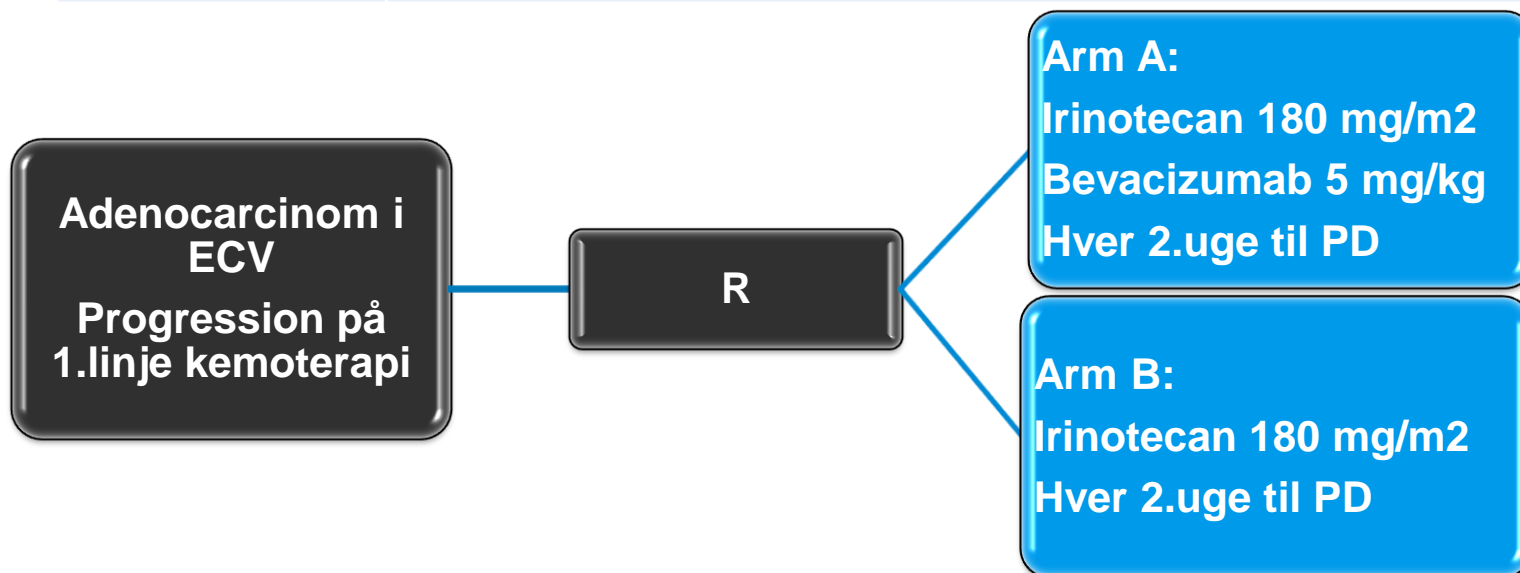 Adenocarcinom i
ECV
Progression på
1.linje kemoterapi
R
Arm A:
Irinotecan 180 mg/m2
Bevacizumab 5 mg/kg
Hver 2.uge til PD
Arm B:
Irinotecan 180 mg/m2
Hver 2.uge til PD